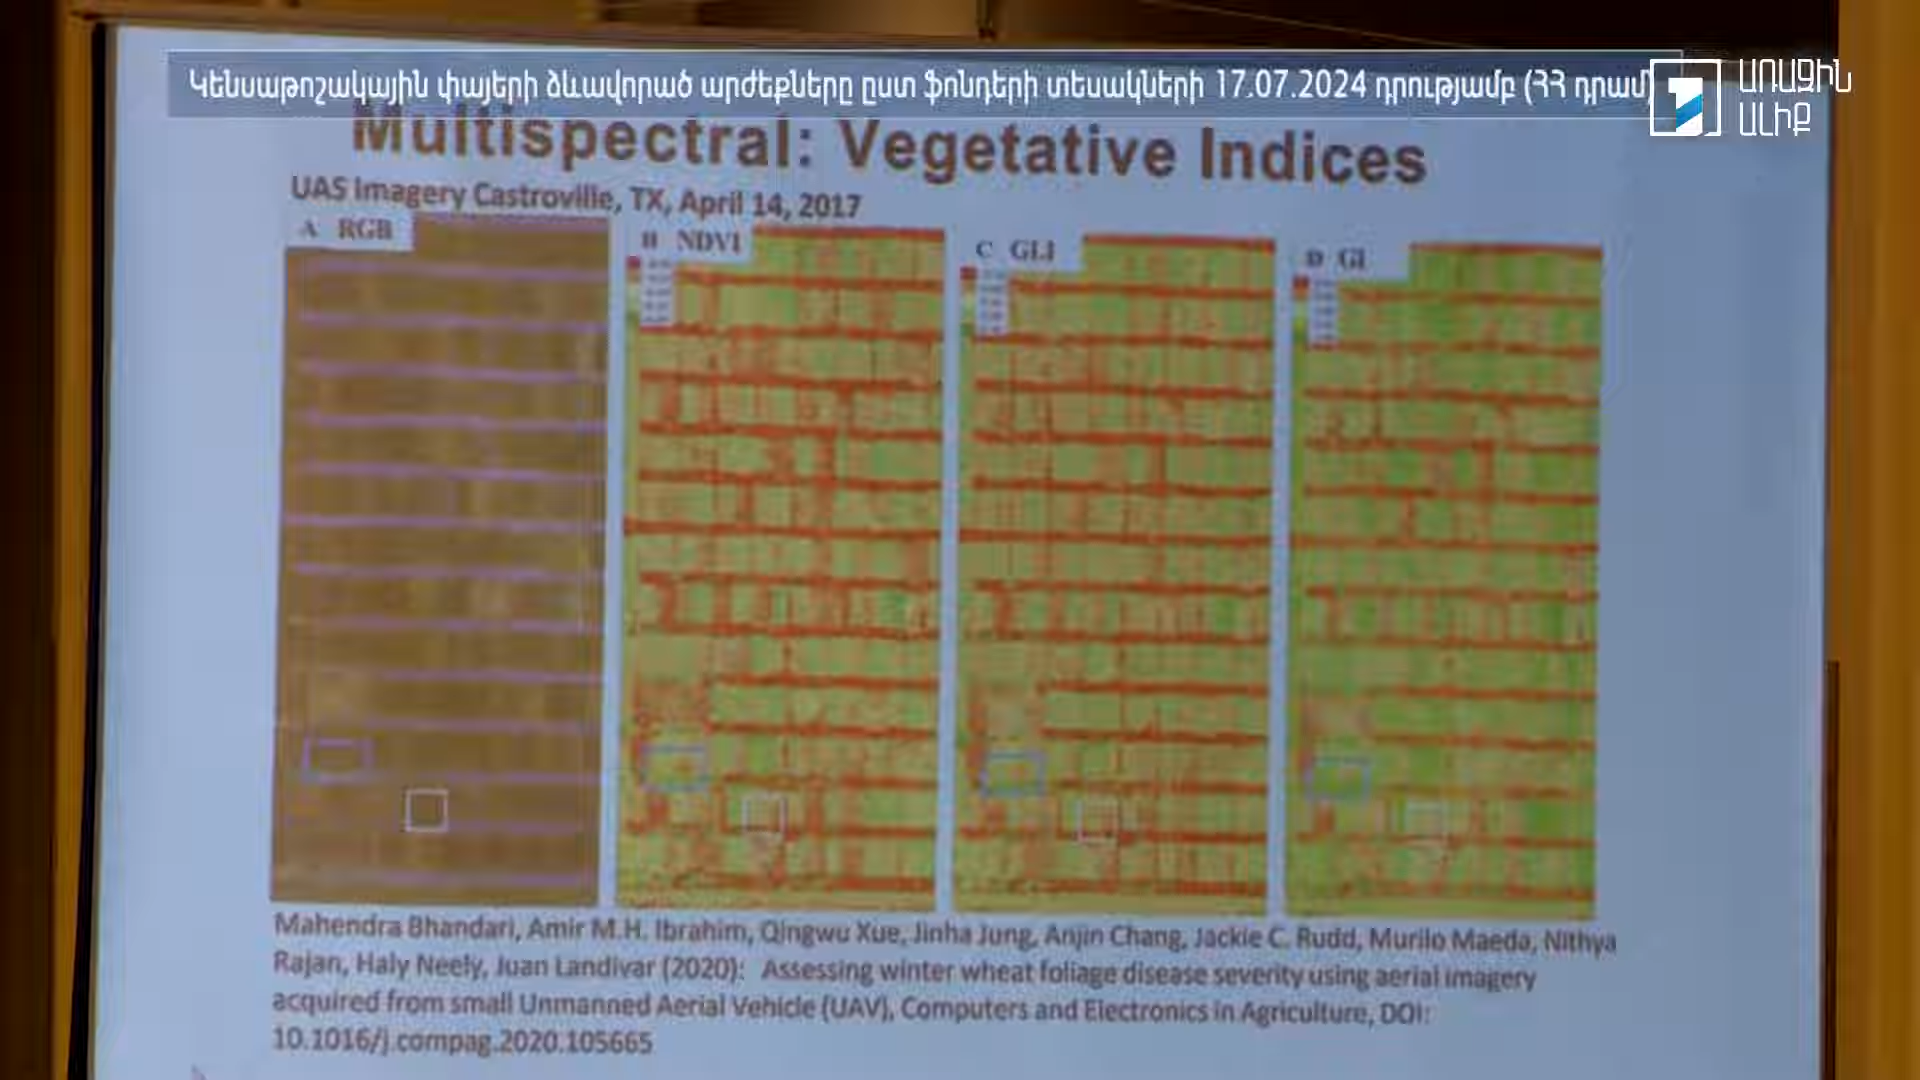 Կենսաթոշակային փայերի ձևավորած արժեքները ըստ ֆոնդերի տեսակների 17.07.2024 դրությամբ (ՀՀ դրամ)
ԱՌԱՋԻՆ
ԱԼԻՔ
Multispectral: Vegetative Indices
UAS Imagery Castroville, TX, April 14, 2017
A RGB
B NDVI
C GLI
D GI
Mahendra Bhandari, Amir M.H. Ibrahim, Qingwu Xue, Jinha Jung, Anjin Chang, Jackie C. Rudd, Murilo Maeda, Nithya
Rajan, Haly Neely, Juan Landivar (2020): Assessing winter wheat foliage disease severity using aerial imagery
acquired from small Unmanned Aerial Vehicle (UAV), Computers and Electronics in Agriculture, DOI:
10.1016/j.compag.2020.105665